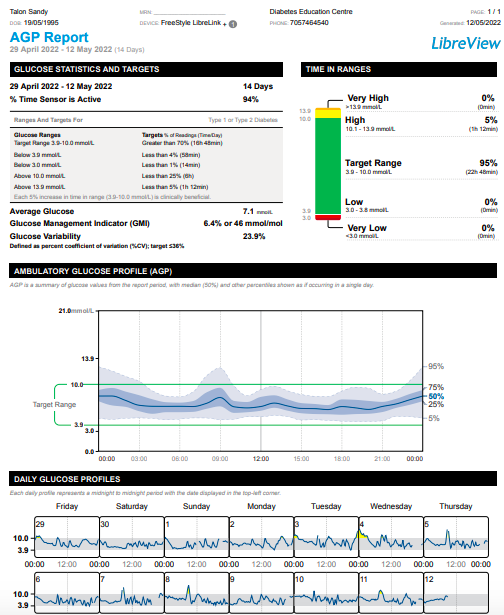 Talon Sandy
MRN:
Diabetes Education Centre
PAGE: 1 / 1
DOB: 19/05/1995
DEVICE: FreeStyle LibreLink + 1
PHONE: 7057464540
Generated: 12/05/2022
AGP Report
29 April 2022 - 12 May 2022 (14 Days)
LibreView
GLUCOSE STATISTICS AND TARGETS
29 April 2022 - 12 May 2022 14 Days
% Time Sensor is Active 94%
Ranges And Targets For Type 1 or Type 2 Diabetes
Glucose Ranges Targets % of Readings (Time/Day)
Target Range 3.9-10.0 mmol/L Greater than 70% (16h 48min)
Below 3.9 mmol/L Less than 4% (58min)
Below 3.0 mmol/L Less than 1% (14min)
Above 10.0 mmol/L Less than 25% (6h)
Above 13.9 mmol/L Less than 5% (1h 12min)
Each 5% increase in time in range (3.9-10.0 mmol/L) is clinically beneficial.
Average Glucose 7.1 mmol/L
Glucose Management Indicator (GMI) 6.4% or 46 mmol/mol
Glucose Variability 23.9%
Defined as percent coefficient of variation (%CV); target ≤36%
TIME IN RANGES
Very High 0%
>13.9 mmol/L (0min)
13.9
10.0
High 5%
10.1 - 13.9 mmol/L (1h 12min)
Target Range 95%
3.9 - 10.0 mmol/L (22h 48min)
Low 0%
3.0 - 3.8 mmol/L (0min)
3.9
3.0
Very Low 0%
<3.0 mmol/L (0min)
AMBULATORY GLUCOSE PROFILE (AGP)
AGP is a summary of glucose values from the report period, with median (50%) and other percentiles shown as if occurring in a single day.
21.0 mmol/L
13.9
10.0
Target Range
3.9
3.0
0.0
95%
75%
50%
25%
5%
00:00 03:00 06:00 09:00 12:00 15:00 18:00 21:00 00:00
DAILY GLUCOSE PROFILES
Each daily profile represents a midnight to midnight period with the date displayed in the top-left corner.
Friday Saturday Sunday Monday Tuesday Wednesday Thursday
29 30 1 2 3 4 5
10.0
3.9
00:00 12:00 00:00 12:00 00:00 12:00 00:00 12:00 00:00 12:00 00:00 12:00 00:00 12:00 00:00
6 7 8 9 10 11 12
10.0
3.9